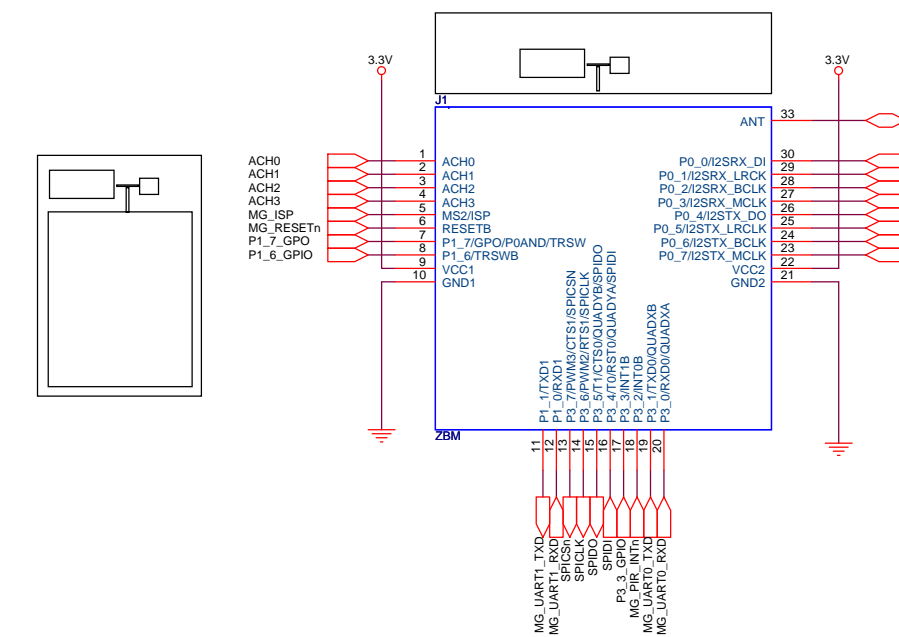 3.3V
3.3V
J1
ANT 33
ACH0 1 ACH0
ACH1 2 ACH1
ACH2 3 ACH2
ACH3 4 ACH3
MG_ISP 5 MS2/ISP
MG_RESETn 6 RESETB
P1_7_GPO 7 P1_7/GPO/P0AND/TRSW
P1_6_GPIO 8 P1_6/TRSWB
9 VCC1
10 GND1
P0_0/I2SRX_DI 30
P0_1/I2SRX_LRCK 29
P0_2/I2SRX_BCLK 28
P0_3/I2SRX_MCLK 27
P0_4/I2STX_DO 26
P0_5/I2STX_LRCLK 25
P0_6/I2STX_BCLK 24
P0_7/I2STX_MCLK 23
VCC2 22
GND2 21
P1_1/TXD1 11 MG_UART1_TXD
P1_0/RXD1 12 MG_UART1_RXD
P3_7/PWM3/CTS1/SPICSN 13 SPICSn
P3_6/PWM2/RTS1/SPICLK 14 SPICLK
P3_5/T1/CTS0/QUADYB/SPIDO 15 SPIDO
P3_4/T0/RST0/QUADYA/SPIDI 16 SPIDI
P3_3/INT1B 17 P3_3_GPIO
P3_2/INT0B 18 MG_PIR_INTn
P3_1/TXD0/QUADXB 19 MG_UART0_TXD
P3_0/RXD0/QUADXA 20 MG_UART0_RXD
ZBM